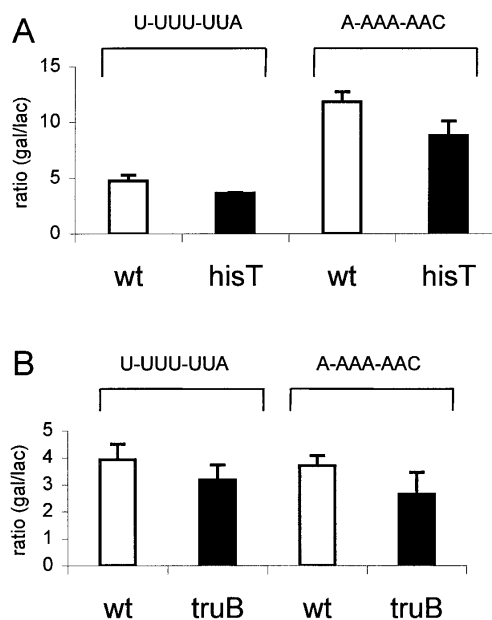 A
U-UUU-UUA A-AAA-AAC
ratio (gal/lac)
15
10
5
0
wt hisT wt hisT
B
U-UUU-UUA A-AAA-AAC
ratio (gal/lac)
5
4
3
2
1
0
wt truB wt truB